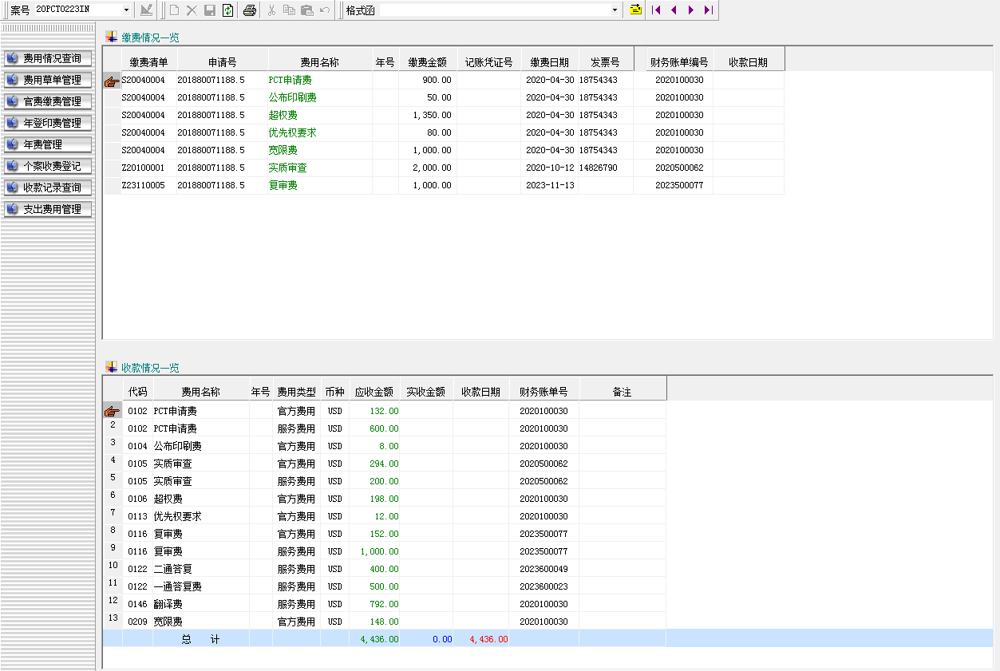 案号 20PCT0223IN 格式函
费用情况查询
费用草单管理
官费缴费管理
年登印费管理
年费管理
个案收费登记
收款记录查询
支出费用管理
缴费情况一览
缴费清单 申请号 费用名称 年号 缴费金额 记账凭证号 缴费日期 发票号 财务账单编号 收款日期
S20040004 201880071188.5 PCT申请费 900.00 2020-04-30 18754343 2020100030
S20040004 201880071188.5 公布印刷费 50.00 2020-04-30 18754343 2020100030
S20040004 201880071188.5 超权费 1,350.00 2020-04-30 18754343 2020100030
S20040004 201880071188.5 优先权要求 80.00 2020-04-30 18754343 2020100030
S20040004 201880071188.5 宽限费 1,000.00 2020-04-30 18754343 2020100030
Z20100001 201880071188.5 实质审查 2,000.00 2020-10-12 14826790 2020500062
Z23110005 201880071188.5 复审费 1,000.00 2023-11-13 2023500077
收款情况一览
代码 费用名称 年号 费用类型 币种 应收金额 实收金额 收款日期 财务账单号 备注
0102 PCT申请费 官方费用 USD 132.00 2020100030
2 0102 PCT申请费 服务费用 USD 600.00 2020100030
3 0104 公布印刷费 官方费用 USD 8.00 2020100030
4 0105 实质审查 官方费用 USD 294.00 2020500062
5 0105 实质审查 服务费用 USD 200.00 2020500062
6 0106 超权费 官方费用 USD 198.00 2020100030
7 0113 优先权要求 官方费用 USD 12.00 2020100030
8 0116 复审费 官方费用 USD 152.00 2023500077
9 0116 复审费 服务费用 USD 1,000.00 2023500077
10 0122 二通答复 服务费用 USD 400.00 2023600049
11 0122 一通答复费 服务费用 USD 500.00 2023600023
12 0146 翻译费 服务费用 USD 792.00 2020100030
13 0209 宽限费 官方费用 USD 148.00 2020100030
总 计 4,436.00 0.00 4,436.00